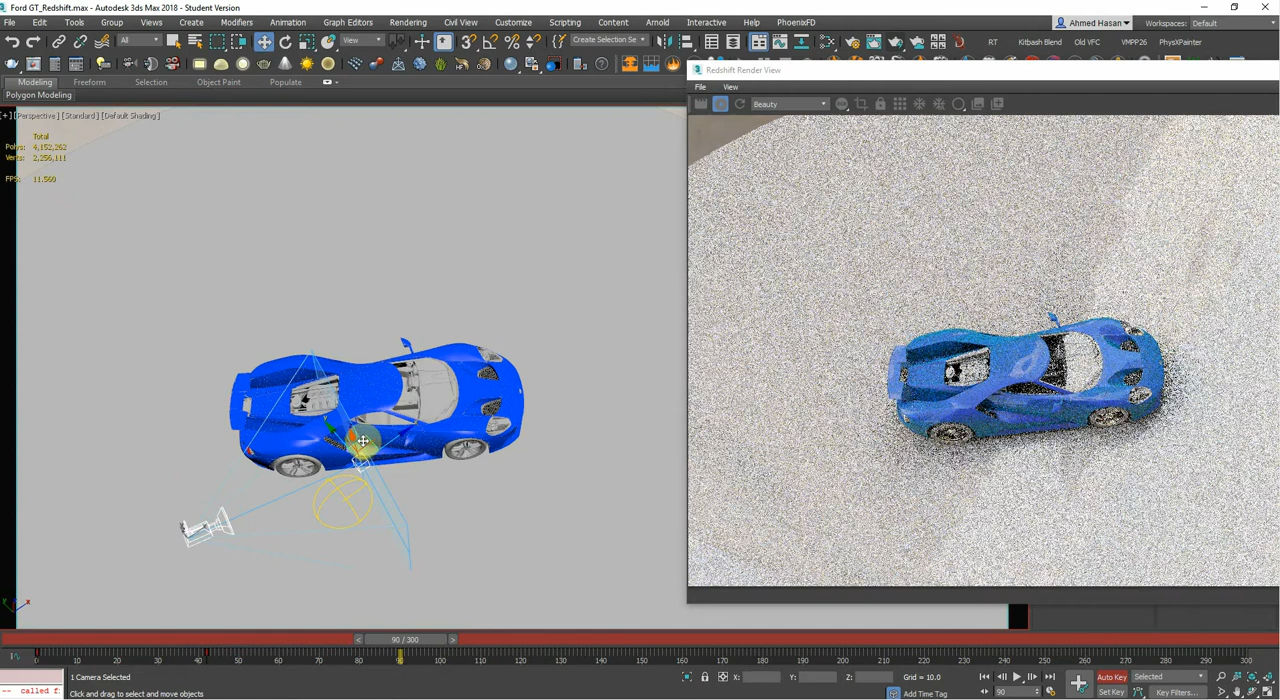 Ford GT_Redshift.max - Autodesk 3ds Max 2018 - Student Version
File Edit Tools Group Views Create Modifiers Animation Graph Editors Rendering Civil View Customize Scripting Content Arnold Interactive Help PhoenixFD
Ahmed Hasan
Workspaces: Default
All
View
Create Selection Se
RT
Kitbash Blend
Old VFC
VMPP26
PhysXPainter
Modeling Freeform Selection Object Paint Populate
Polygon Modeling
Redshift Render View
File View
Beauty
[+] [Perspective] [Standard] [Default Shading]
Total
Polys: 4,152,262
Verts: 2,256,111
FPS: 11.560
90 / 300
0 10 20 30 40 50 60 70 80 90 100 110 120 130 140 150 160 170 180 190 200 210 220 230 240 250 260 270 280 290 300
1 Camera Selected
X: Y: Z: Grid = 10.0
Auto Key Selected
-- called f:
Click and drag to select and move objects
Add Time Tag
90
Set Key
Key Filters...